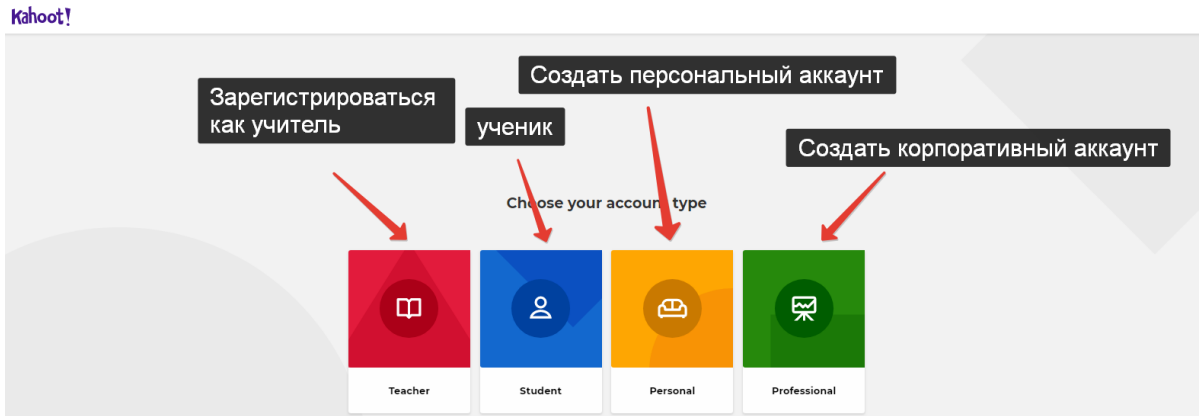 Kahoot!
Создать персональный аккаунт
Зарегистрироваться
как учитель
ученик
Создать корпоративный аккаунт
Choose your account type
Teacher
Student
Personal
Professional